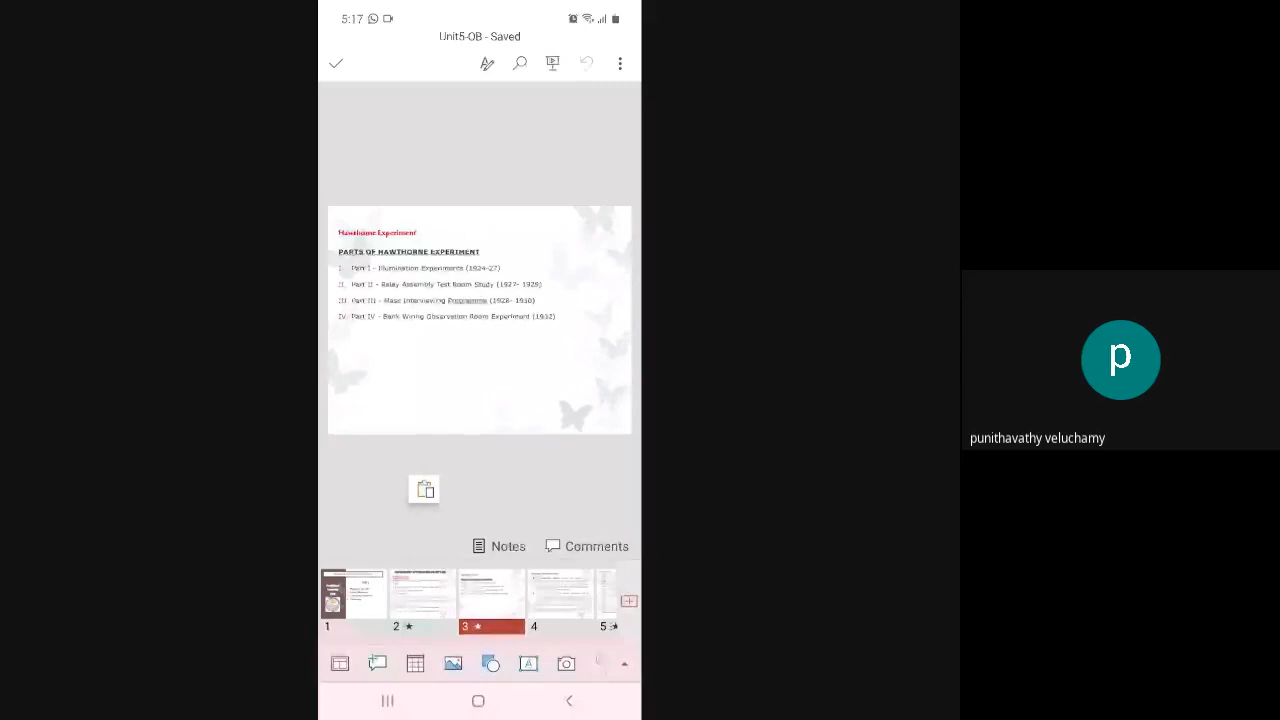 5:17
Unit5-OB - Saved
Hawthorne Experiment
PARTS OF HAWTHORNE EXPERIMENT
I. Part I - Illumination Experiments (1924-27)
II. Part II - Relay Assembly Test Room Study (1927- 1929)
III. Part III - Mass Interviewing Programme (1928- 1930)
IV. Part IV - Bank Wiring Observation Room Experiment (1932)
Notes
Comments
1
2
3
4
5
p
punithavathy veluchamy